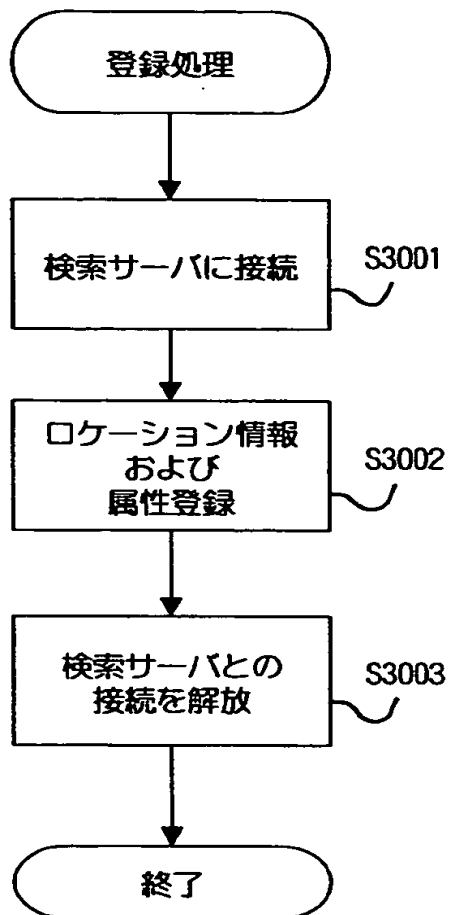 登録処理
検索サーバに接続
S3001
ロケーション情報
および
属性登録
S3002
検索サーバとの
接続を解放
S3003
終了